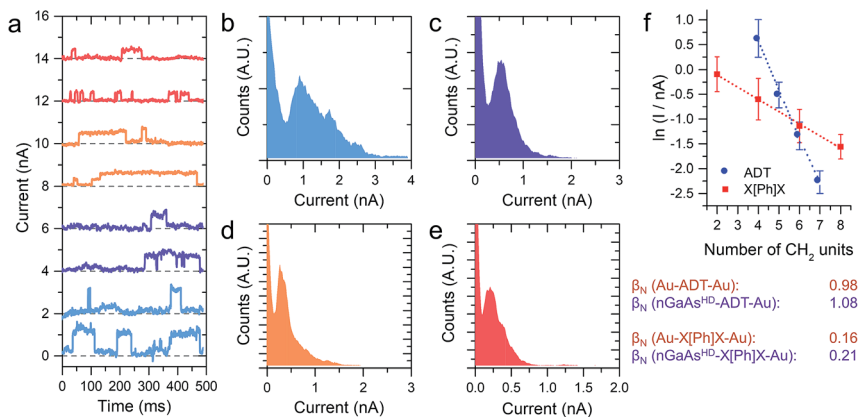 a
16
14
12
10
8
6
4
2
0
Current (nA)
0 100 200 300 400 500
Time (ms)
b
Counts (A.U.)
0 1 2 3 4
Current (nA)
c
Counts (A.U.)
0 1 2 3
Current (nA)
d
Counts (A.U.)
0 1 2 3
Current (nA)
e
Counts (A.U.)
0.0 0.5 1.0 1.5 2.0
Current (nA)
f
1.0
0.5
0.0
-0.5
-1.0
-1.5
-2.0
-2.5
ln (I / nA)
ADT
X[Ph]X
2 3 4 5 6 7 8
Number of CH₂ units
βN (Au-ADT-Au): 0.98
βN (nGaAsᴴᴰ-ADT-Au): 1.08
βN (Au-X[Ph]X-Au): 0.16
βN (nGaAsᴴᴰ-X[Ph]X-Au): 0.21